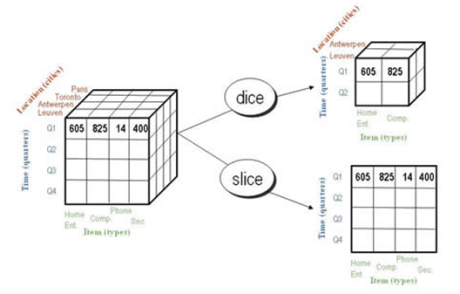 Location (cities)
Paris
Toronto
Antwerpen
Leuven
Time (quarters)
Q1 605 825 14 400
Q2
Q3
Q4
Home Ent. Comp. Phone Sec.
Item (types)
dice
slice
Location (cities)
Antwerpen
Leuven
Time (quarters)
Q1 605 825
Q2
Home Ent. Comp.
Item (types)
Time (quarters)
Q1 605 825 14 400
Q2
Q3
Q4
Home Ent. Comp. Phone Sec.
Item (types)